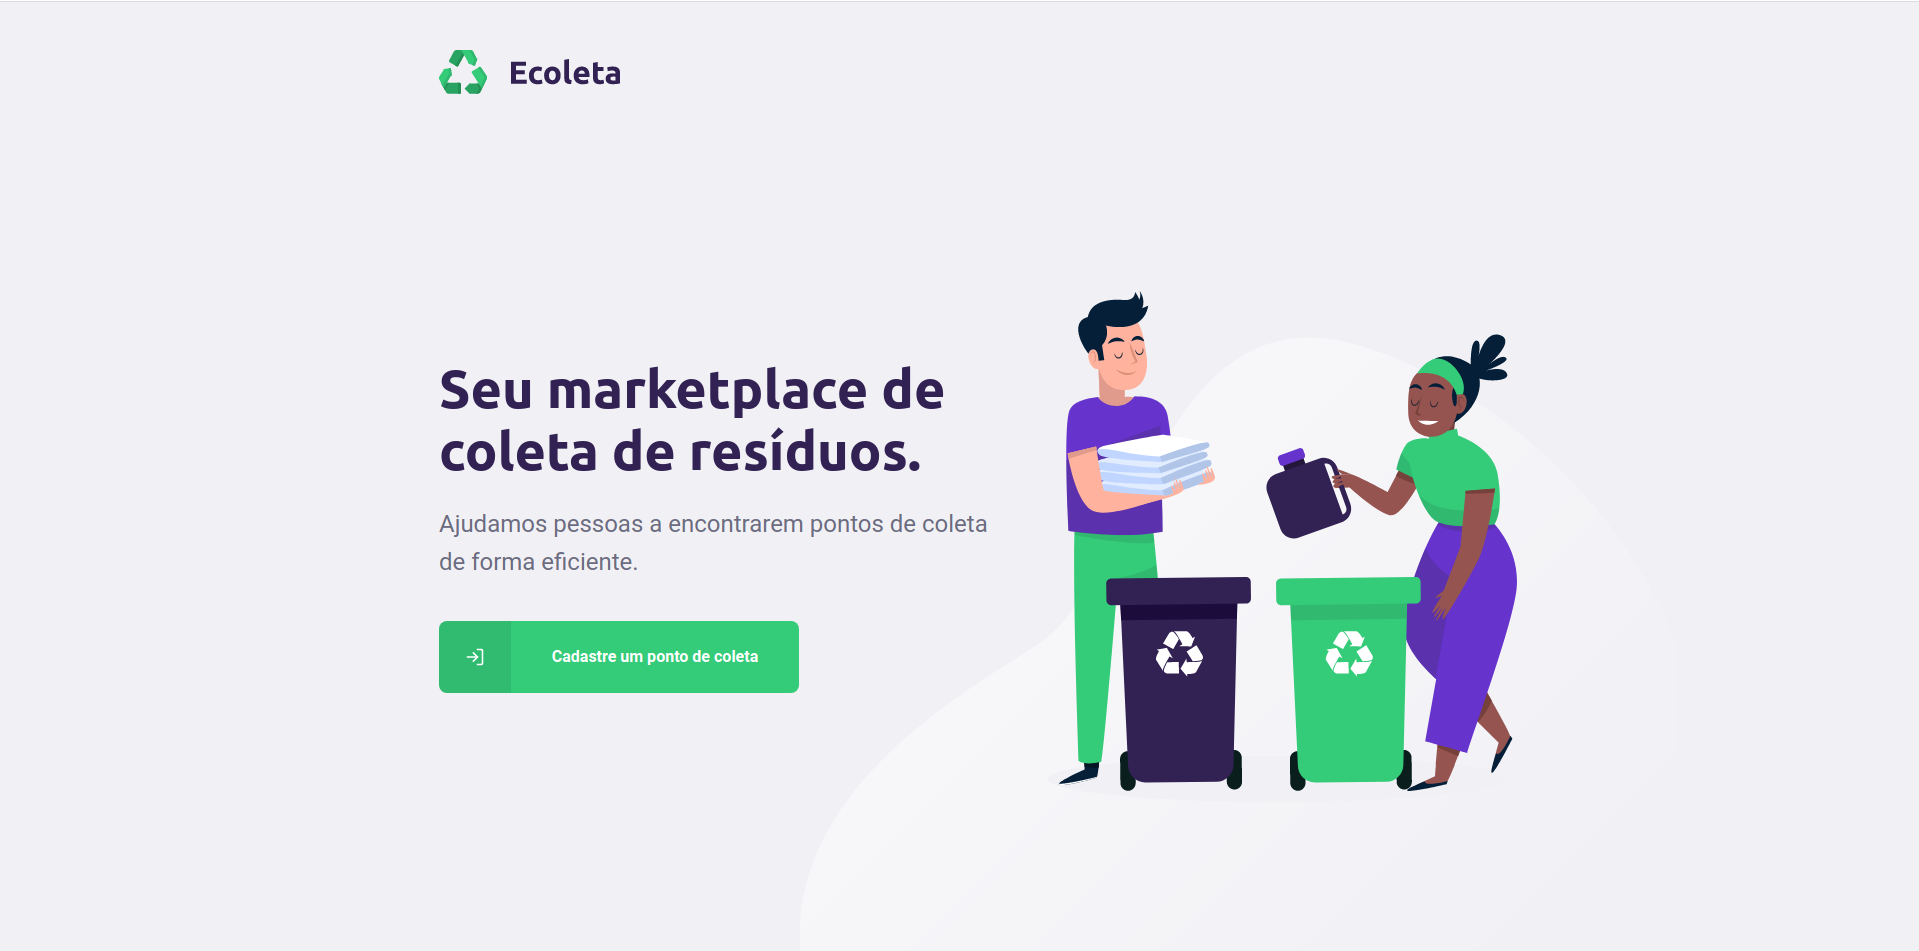 Ecoleta
Seu marketplace de
coleta de resíduos.
Ajudamos pessoas a encontrarem pontos de coleta
de forma eficiente.
Cadastre um ponto de coleta